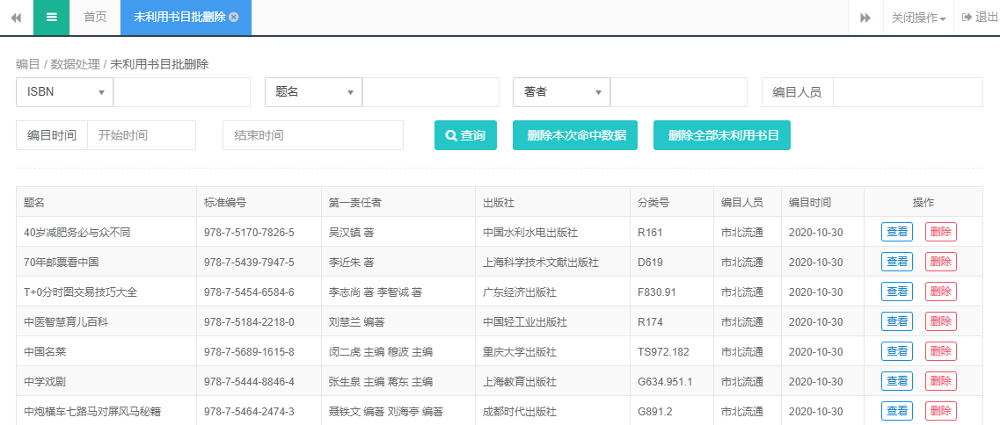 首页 未利用书目批删除 关闭操作 退出
编目 / 数据处理 / 未利用书目批删除
ISBN 题名 著者 编目人员
编目时间 开始时间 结束时间 查询 删除本次命中数据 删除全部未利用书目
题名 标准编号 第一责任者 出版社 分类号 编目人员 编目时间 操作
40岁减肥务必与众不同 978-7-5170-7826-5 吴汉镇 著 中国水利水电出版社 R161 市北流通 2020-10-30 查看 删除
70年邮票看中国 978-7-5439-7947-5 李近朱 著 上海科学技术文献出版社 D619 市北流通 2020-10-30 查看 删除
T+0分时图交易技巧大全 978-7-5454-6584-6 李志尚 著 李智诚 著 广东经济出版社 F830.91 市北流通 2020-10-30 查看 删除
中医智慧育儿百科 978-7-5184-2218-0 刘慧兰 编著 中国轻工业出版社 R174 市北流通 2020-10-30 查看 删除
中国名菜 978-7-5689-1615-8 闵二虎 主编 穆波 主编 重庆大学出版社 TS972.182 市北流通 2020-10-30 查看 删除
中学戏剧 978-7-5444-8846-4 张生泉 主编 蒋东 主编 上海教育出版社 G634.951.1 市北流通 2020-10-30 查看 删除
中炮横车七路马对屏风马秘籍 978-7-5464-2474-3 聂铁文 编著 刘海亭 编著 成都时代出版社 G891.2 市北流通 2020-10-30 查看 删除